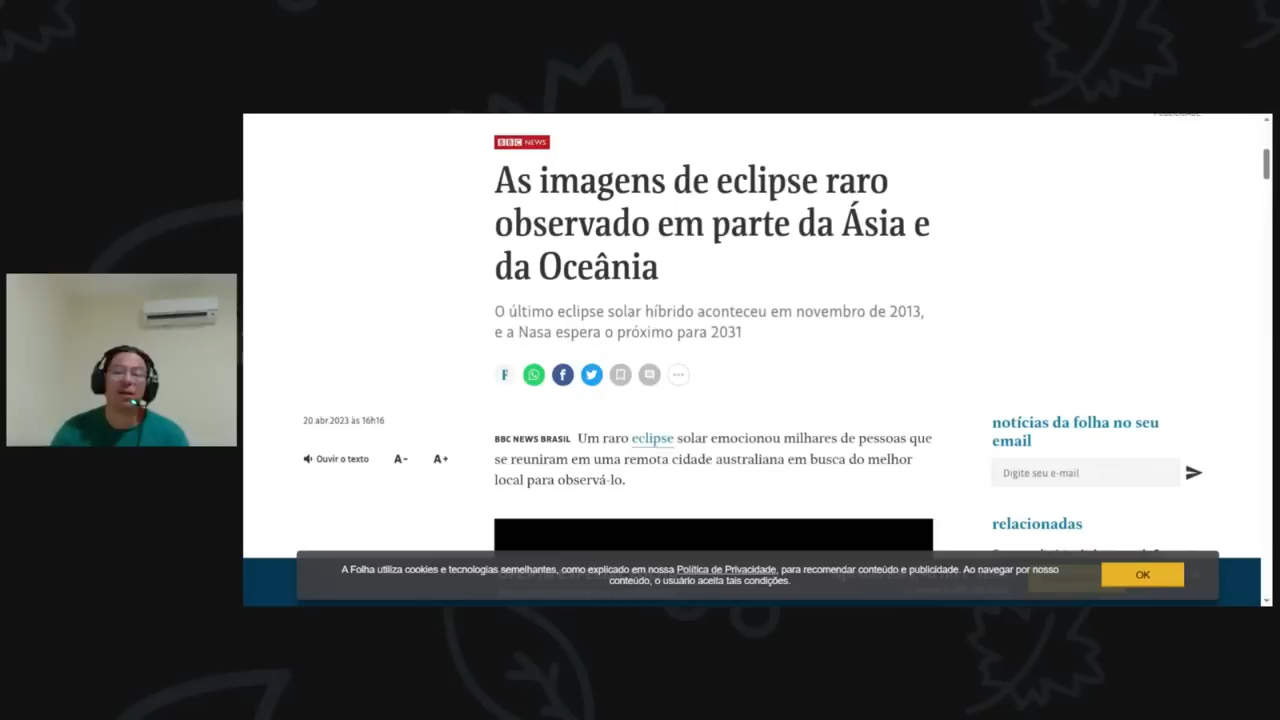 BBC NEWS
As imagens de eclipse raro
observado em parte da Ásia e
da Oceânia
O último eclipse solar híbrido aconteceu em novembro de 2013,
e a Nasa espera o próximo para 2031
20 abr.2023 às 16h16
Ouvir o texto A- A+
BBC NEWS BRASIL Um raro eclipse solar emocionou milhares de pessoas que
se reuniram em uma remota cidade australiana em busca do melhor
local para observá-lo.
notícias da folha no seu
email
Digite seu e-mail
relacionadas
A Folha utiliza cookies e tecnologias semelhantes, como explicado em nossa Política de Privacidade, para recomendar conteúdo e publicidade. Ao navegar por nosso
conteúdo, o usuário aceita tais condições.
OK